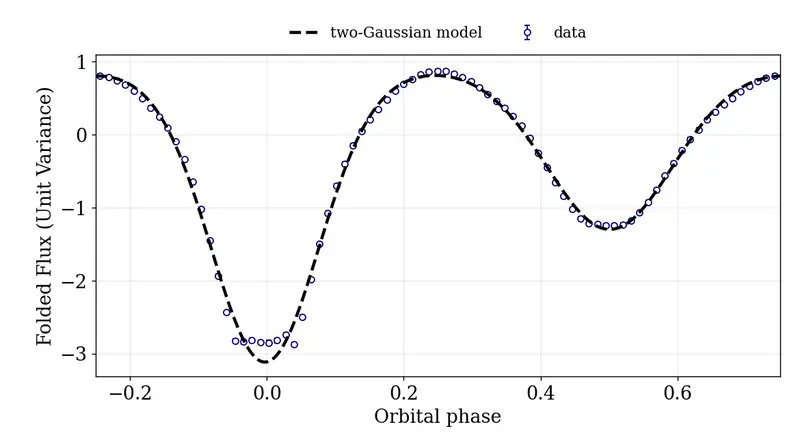 two-Gaussian model data
Folded Flux (Unit Variance)
1
0
−1
−2
−3
−0.2 0.0 0.2 0.4 0.6
Orbital phase